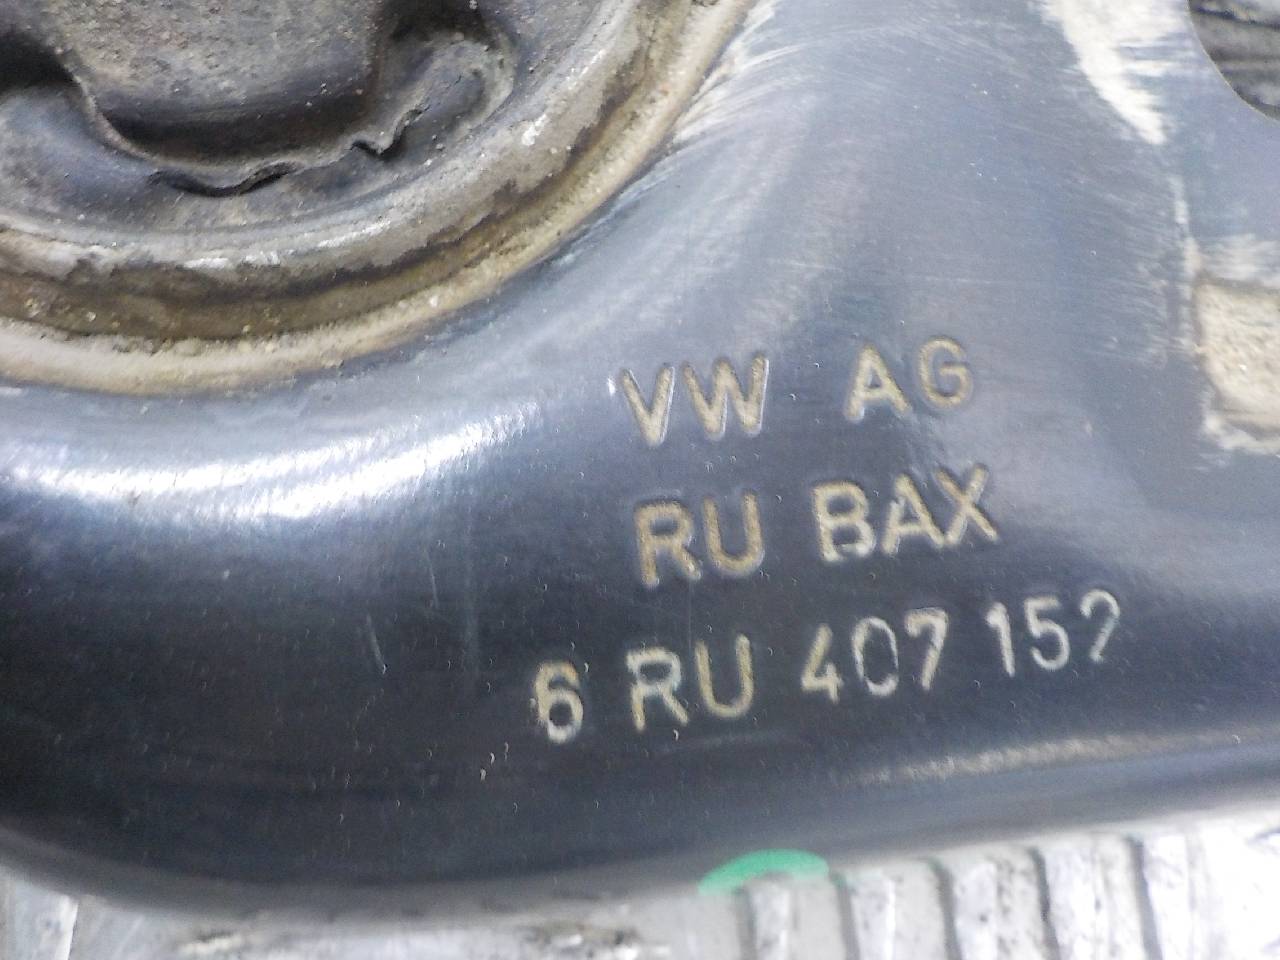 VW AG
RU BAX
6 RU 407 152